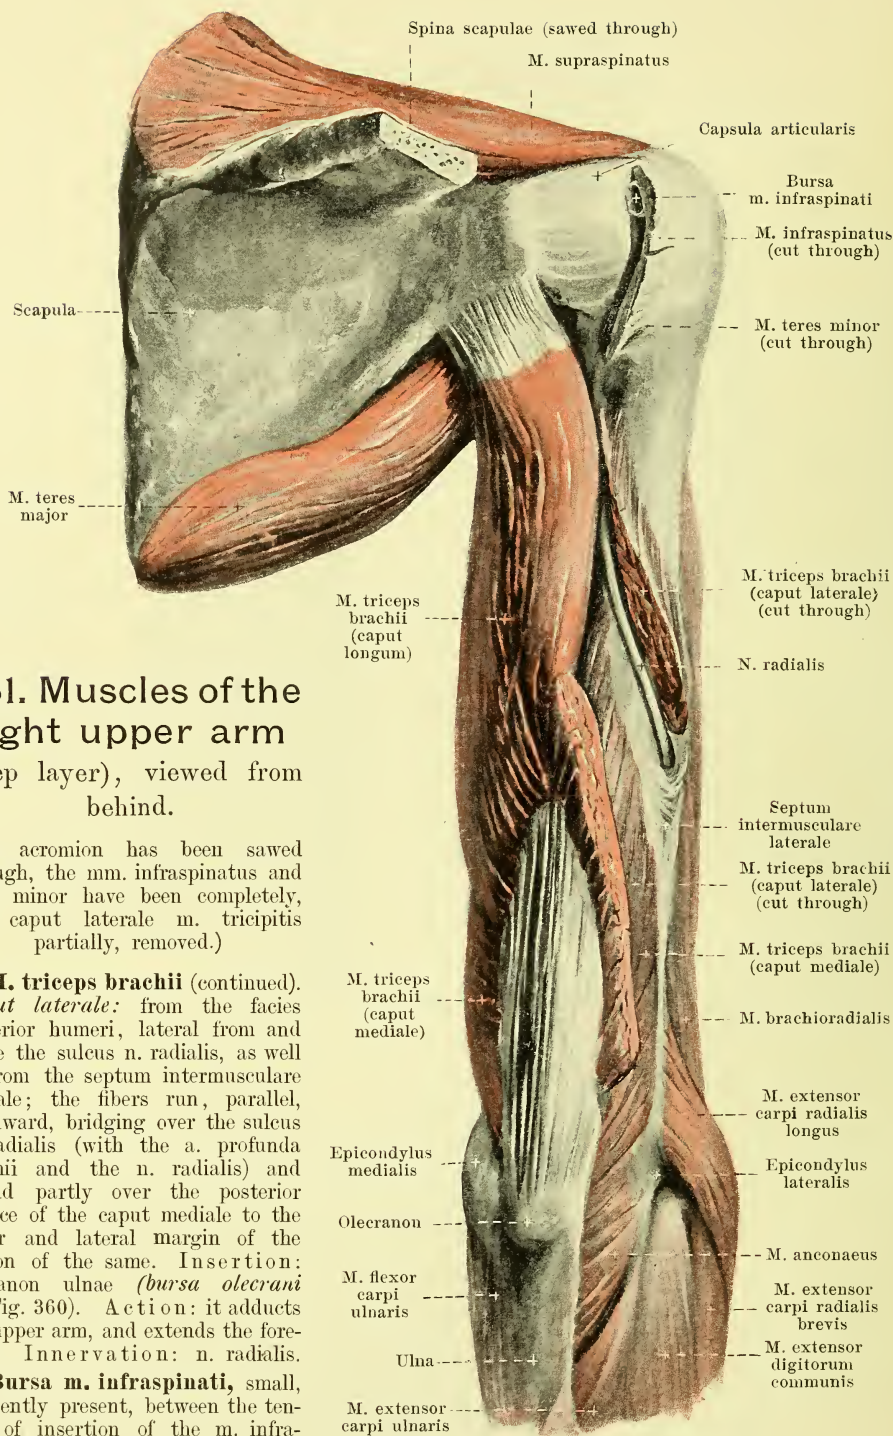 Spina scapulae (sawed through)
M. supraspinatus
Capsula articularis
Bursa
m. infraspinati
M. infraspinatus
(cut through)
Scapula
M. teres minor
(cut through)
M. teres
major
M. triceps brachii
(caput laterale)
(cut through)
M. triceps
brachii
(caput
longum)
N. radialis
Muscles of the
upper arm
layer), viewed from
behind.
acromion has been sawed
the mm. infraspinatus and
minor have been completely,
caput laterale m. tricipitis
partially, removed.)
Septum
intermusculare
laterale
M. triceps brachii
(caput laterale)
(cut through)
M. triceps brachii
(caput mediale)
M. triceps
brachii
(caput
mediale)
M. brachioradialis
M. triceps brachii (continued).
laterale: from the facies
humeri, lateral from and
the sulcus n. radialis, as well
from the septum intermusculare
the fibers run, parallel,
bridging over the sulcus
(with the a. profunda
and the n. radialis) and
partly over the posterior
of the caput mediale to the
and lateral margin of the
of the same. Insertion:
ulnae (bursa olecrani
Fig. 360). Action: it adducts
upper arm, and extends the fore-
Innervation: n. radialis.
Bursa m. infraspinati, small,
present, between the ten-
of insertion of the m. infra-
M. extensor
carpi radialis
longus
Epicondylus
medialis
Epicondylus
lateralis
Olecranon
M. anconaeus
M. flexor
carpi
ulnaris
M. extensor
carpi radialis
brevis
Ulna
M. extensor
digitorum
communis
M. extensor
carpi ulnaris